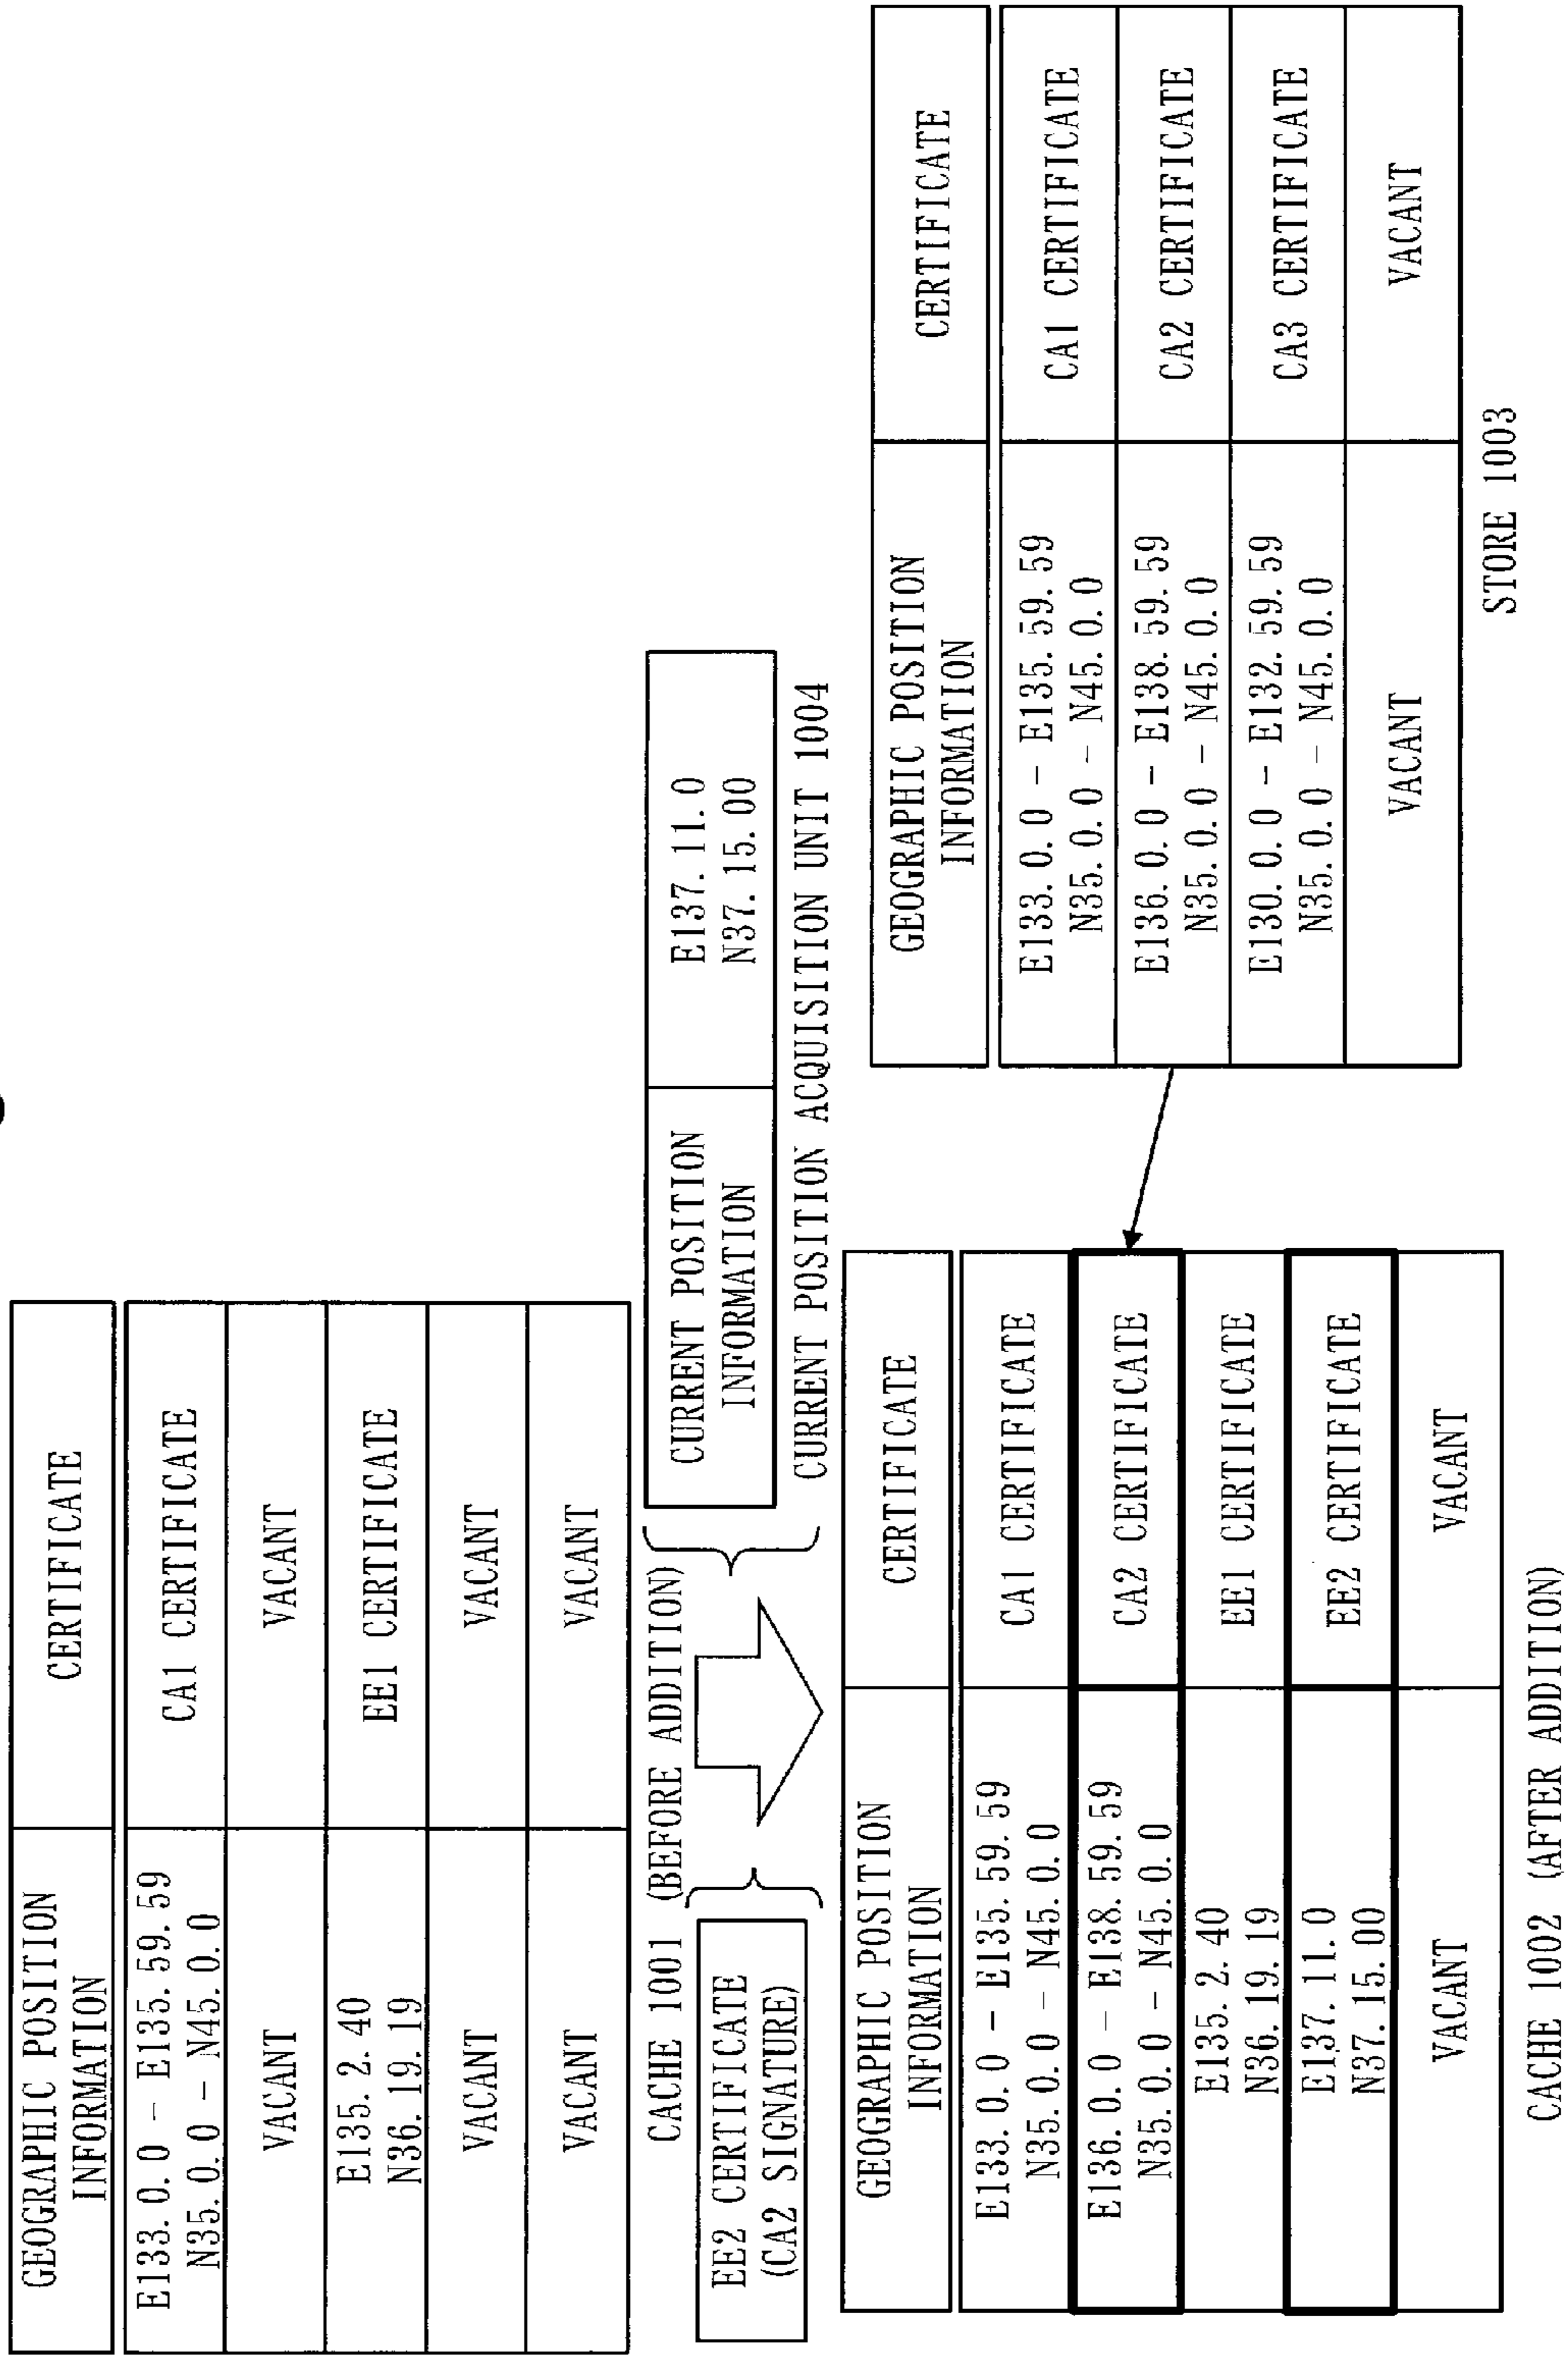 GEOGRAPHIC POSITION
INFORMATION
CERTIFICATE
E133. 0. 0 - E135. 59. 59
N35. 0. 0 - N45. 0. 0
CA1 CERTIFICATE
VACANT
VACANT
E135. 2. 40
N36. 19. 19
EE1 CERTIFICATE
VACANT
VACANT
VACANT
VACANT
CACHE 1001 (BEFORE ADDITION)
EE2 CERTIFICATE
(CA2 SIGNATURE)
CURRENT POSITION
INFORMATION
E137. 11. 0
N37. 15. 00
CURRENT POSITION ACQUISITION UNIT 1004
GEOGRAPHIC POSITION
INFORMATION
CERTIFICATE
E133. 0. 0 - E135. 59. 59
N35. 0. 0 - N45. 0. 0
CA1 CERTIFICATE
E136. 0. 0 - E138. 59. 59
N35. 0. 0 - N45. 0. 0
CA2 CERTIFICATE
E135. 2. 40
N36. 19. 19
EE1 CERTIFICATE
E137. 11. 0
N37. 15. 00
EE2 CERTIFICATE
VACANT
VACANT
CACHE 1002 (AFTER ADDITION)
GEOGRAPHIC POSITION
INFORMATION
CERTIFICATE
E133. 0. 0 - E135. 59. 59
N35. 0. 0 - N45. 0. 0
CA1 CERTIFICATE
E136. 0. 0 - E138. 59. 59
N35. 0. 0 - N45. 0. 0
CA2 CERTIFICATE
E130. 0. 0 - E132. 59. 59
N35. 0. 0 - N45. 0. 0
CA3 CERTIFICATE
VACANT
VACANT
STORE 1003